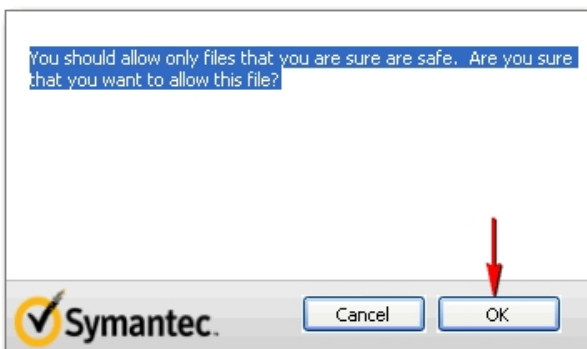 You should allow only files that you are sure are safe.  Are you sure
that you want to allow this file?
Symantec.
Cancel
OK